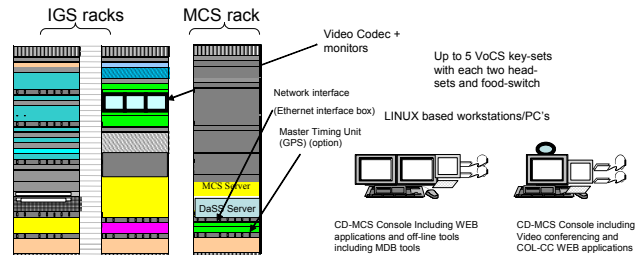 IGS racks
MCS rack
Video Codec +
monitors
Network interface
(Ethernet interface box)
Master Timing Unit
(GPS) (option)
MCS Server
DaSS Server
Up to 5 VoCS key-sets
with each two head-
sets and food-switch
LINUX based workstations/PC's
CD-MCS Console Including WEB
applications and off-line tools
including MDB tools
CD-MCS Console including
Video conferencing and
COL-CC WEB applications